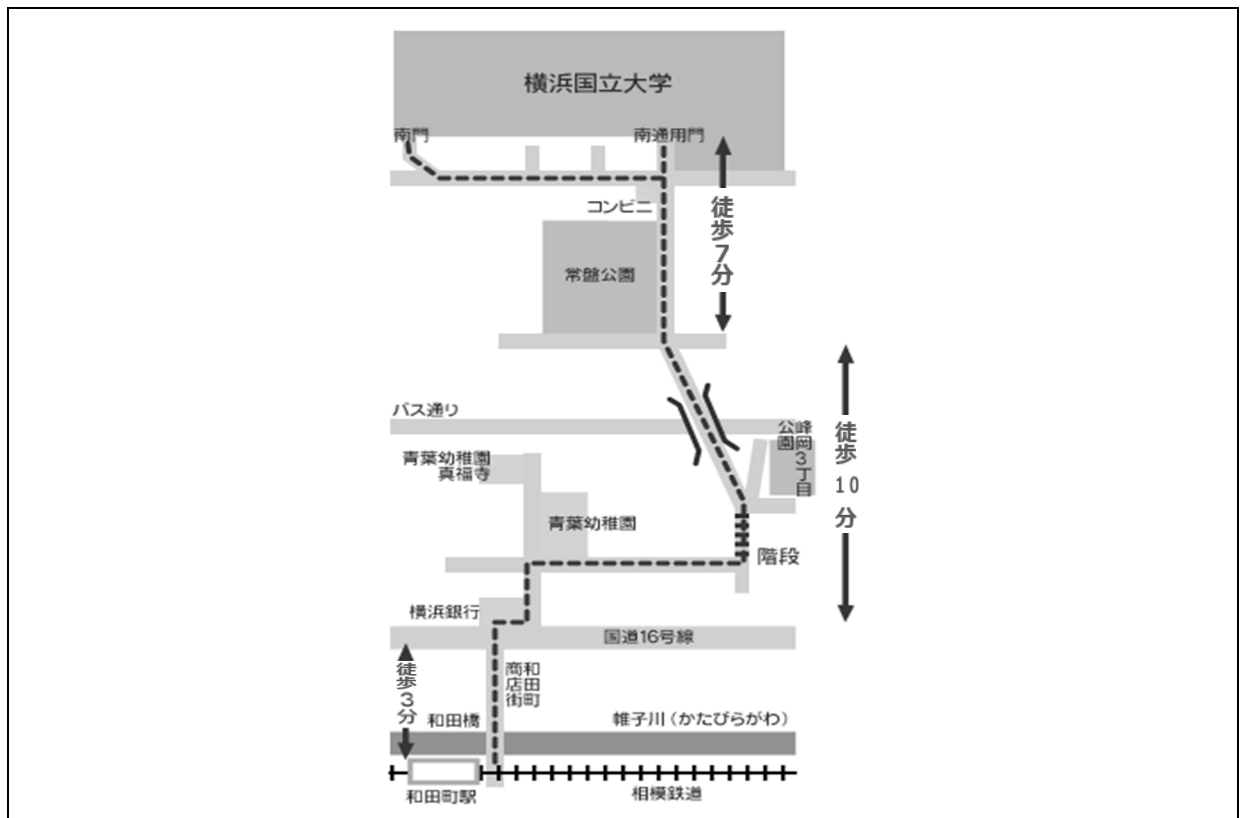 横浜国立大学
南門
南通用門
徒歩7分
コンビニ
常盤公園
バス通り
峰岡3丁目
公園
徒歩
10
分
青葉幼稚園
真福寺
青葉幼稚園
階段
横浜銀行
国道16号線
徒歩3分
和田町
商店街
和田橋
帷子川(かたびらがわ)
和田町駅
相模鉄道